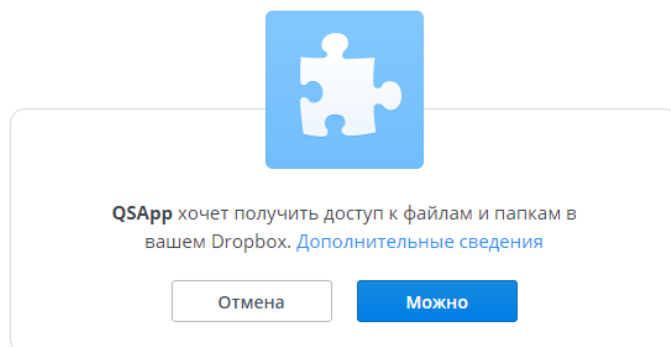 QSApp хочет получить доступ к файлам и папкам в
вашем Dropbox. Дополнительные сведения
Отмена
Можно